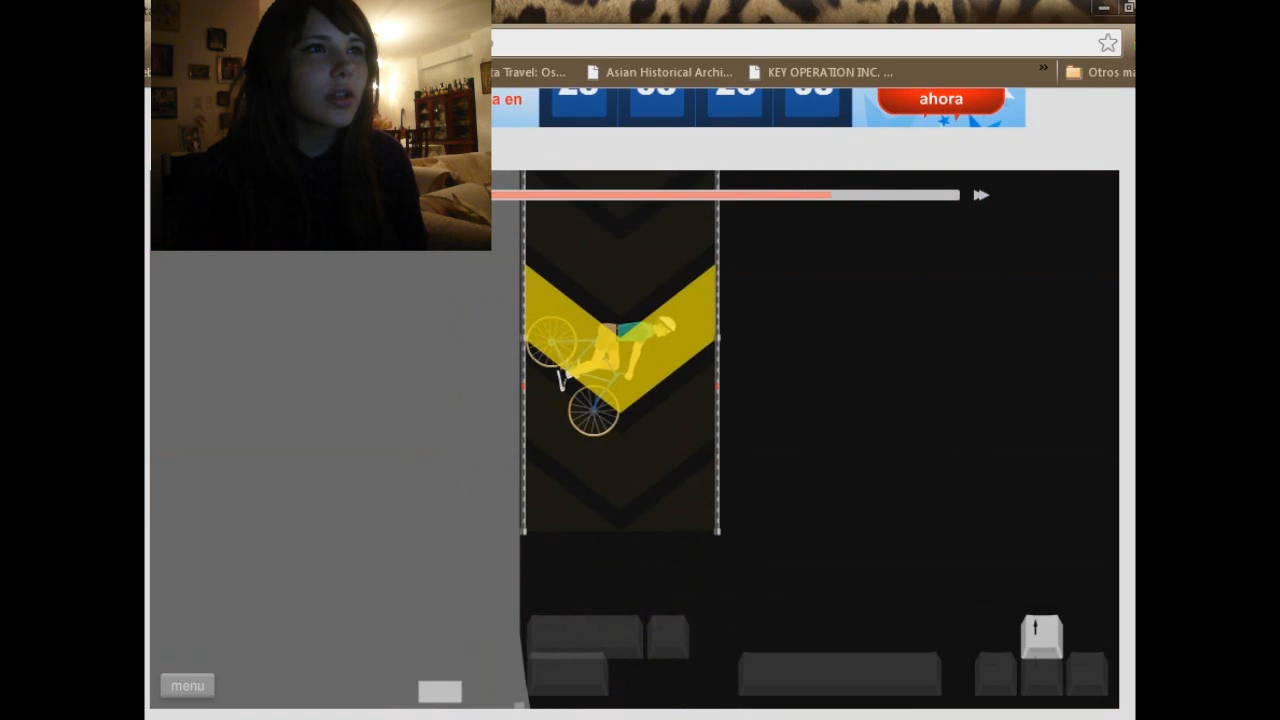 ta Travel: Os...
Asian Historical Archi...
KEY OPERATION INC. ...
»
Otros ma
a en
ahora
menu